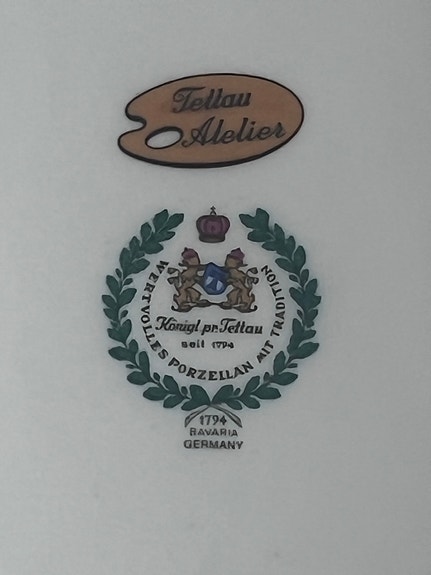 Tettau
Atelier
WERTVOLLES PORZELLAN MIT TRADITION
Königl pr. Tettau
seit 1794
1794
BAVARIA
GERMANY